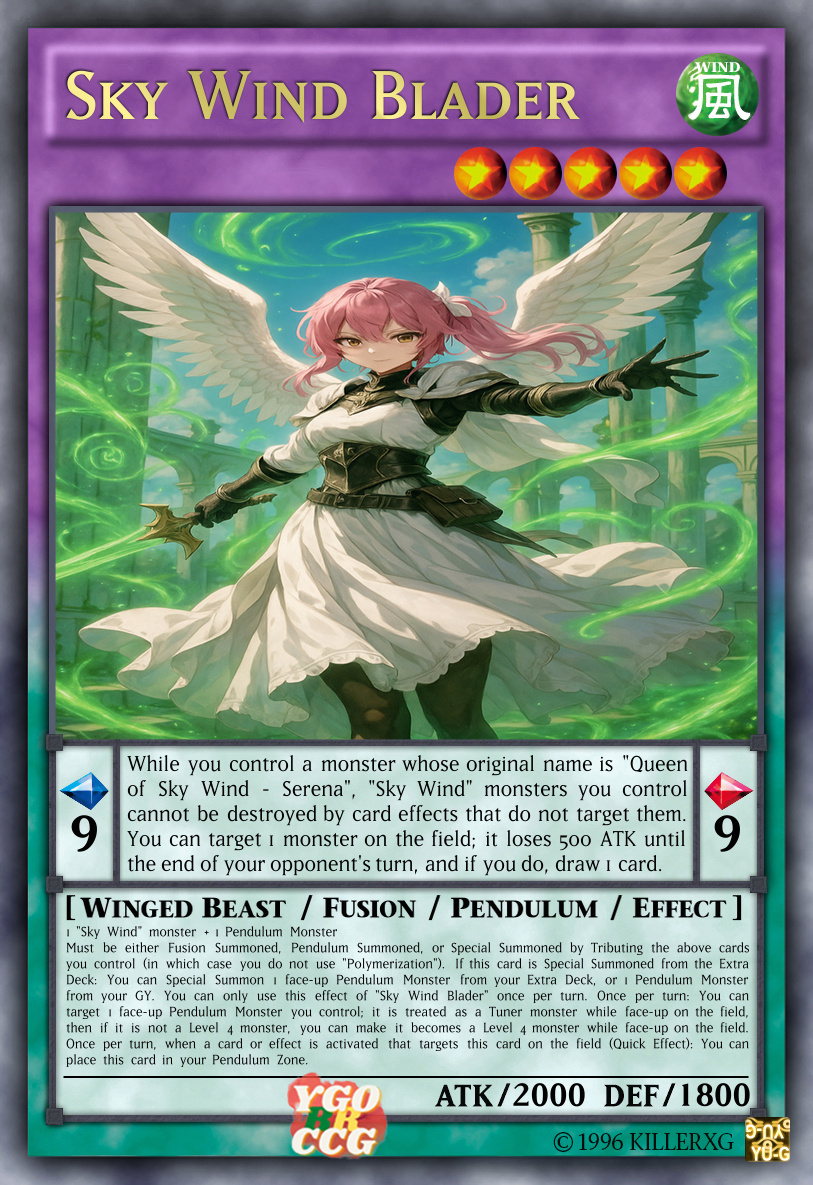 Sky Wind Blader
WIND
風
While you control a monster whose original name is "Queen
of Sky Wind - Serena", "Sky Wind" monsters you control
cannot be destroyed by card effects that do not target them.
You can target 1 monster on the field; it loses 500 ATK until
the end of your opponent's turn, and if you do, draw 1 card.
9
9
[ Winged Beast / Fusion / Pendulum / Effect ]
1 "Sky Wind" monster + 1 Pendulum Monster
Must be either Fusion Summoned, Pendulum Summoned, or Special Summoned by Tributing the above cards
you control (in which case you do not use "Polymerization"). If this card is Special Summoned from the Extra
Deck: You can Special Summon 1 face-up Pendulum Monster from your Extra Deck, or 1 Pendulum Monster
from your GY. You can only use this effect of "Sky Wind Blader" once per turn. Once per turn: You can
target 1 face-up Pendulum Monster you control; it is treated as a Tuner monster while face-up on the field,
then if it is not a Level 4 monster, you can make it becomes a Level 4 monster while face-up on the field.
Once per turn, when a card or effect is activated that targets this card on the field (Quick Effect): You can
place this card in your Pendulum Zone.
ATK/2000 DEF/1800
YGO
CCG
© 1996 KILLERXG